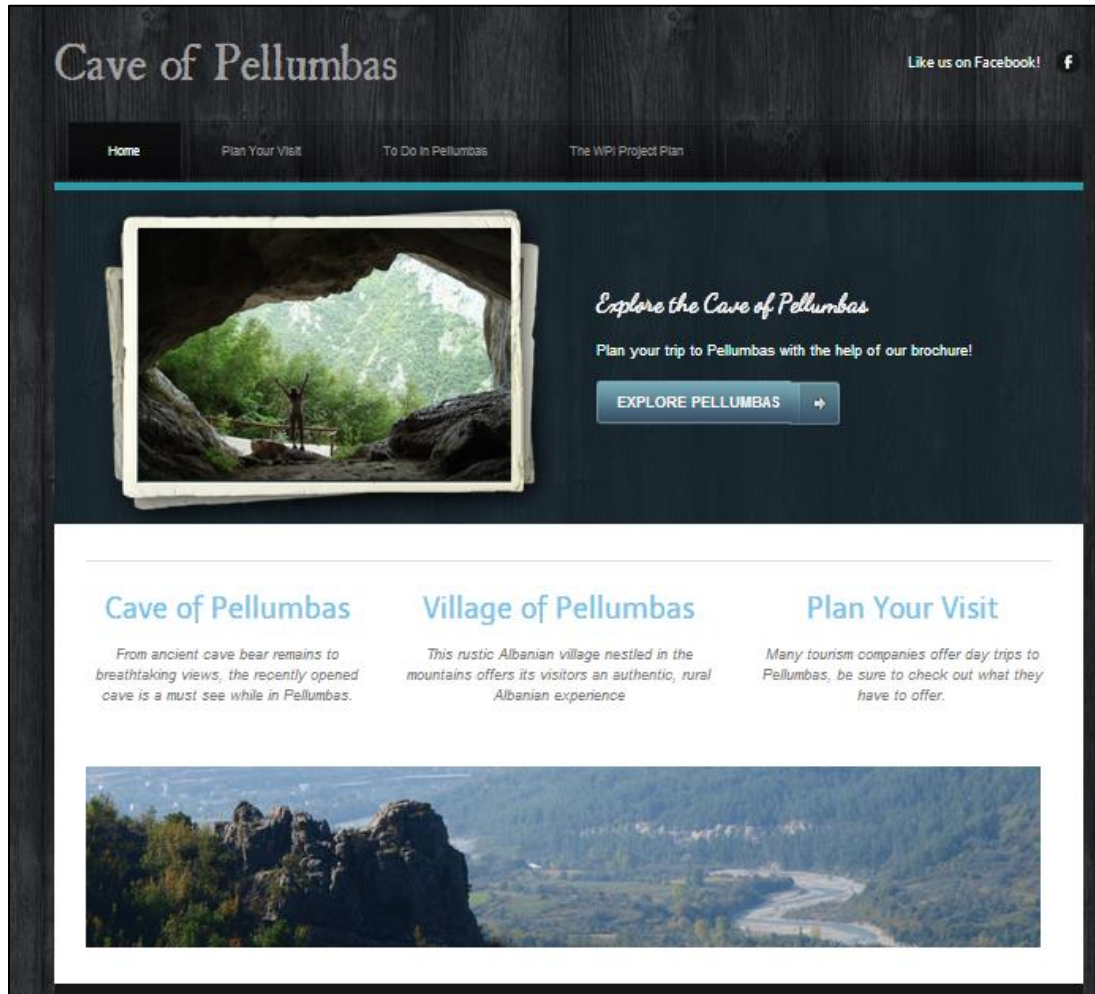 Cave of Pellumbas
Like us on Facebook!
Home
Plan Your Visit
To Do in Pellumbas
The WPI Project Plan
Explore the Cave of Pellumbas
Plan your trip to Pellumbas with the help of our brochure!
EXPLORE PELLUMBAS
Cave of Pellumbas
From ancient cave bear remains to
breathtaking views, the recently opened
cave is a must see while in Pellumbas.
Village of Pellumbas
This rustic Albanian village nestled in the
mountains offers its visitors an authentic, rural
Albanian experience
Plan Your Visit
Many tourism companies offer day trips to
Pellumbas, be sure to check out what they
have to offer.